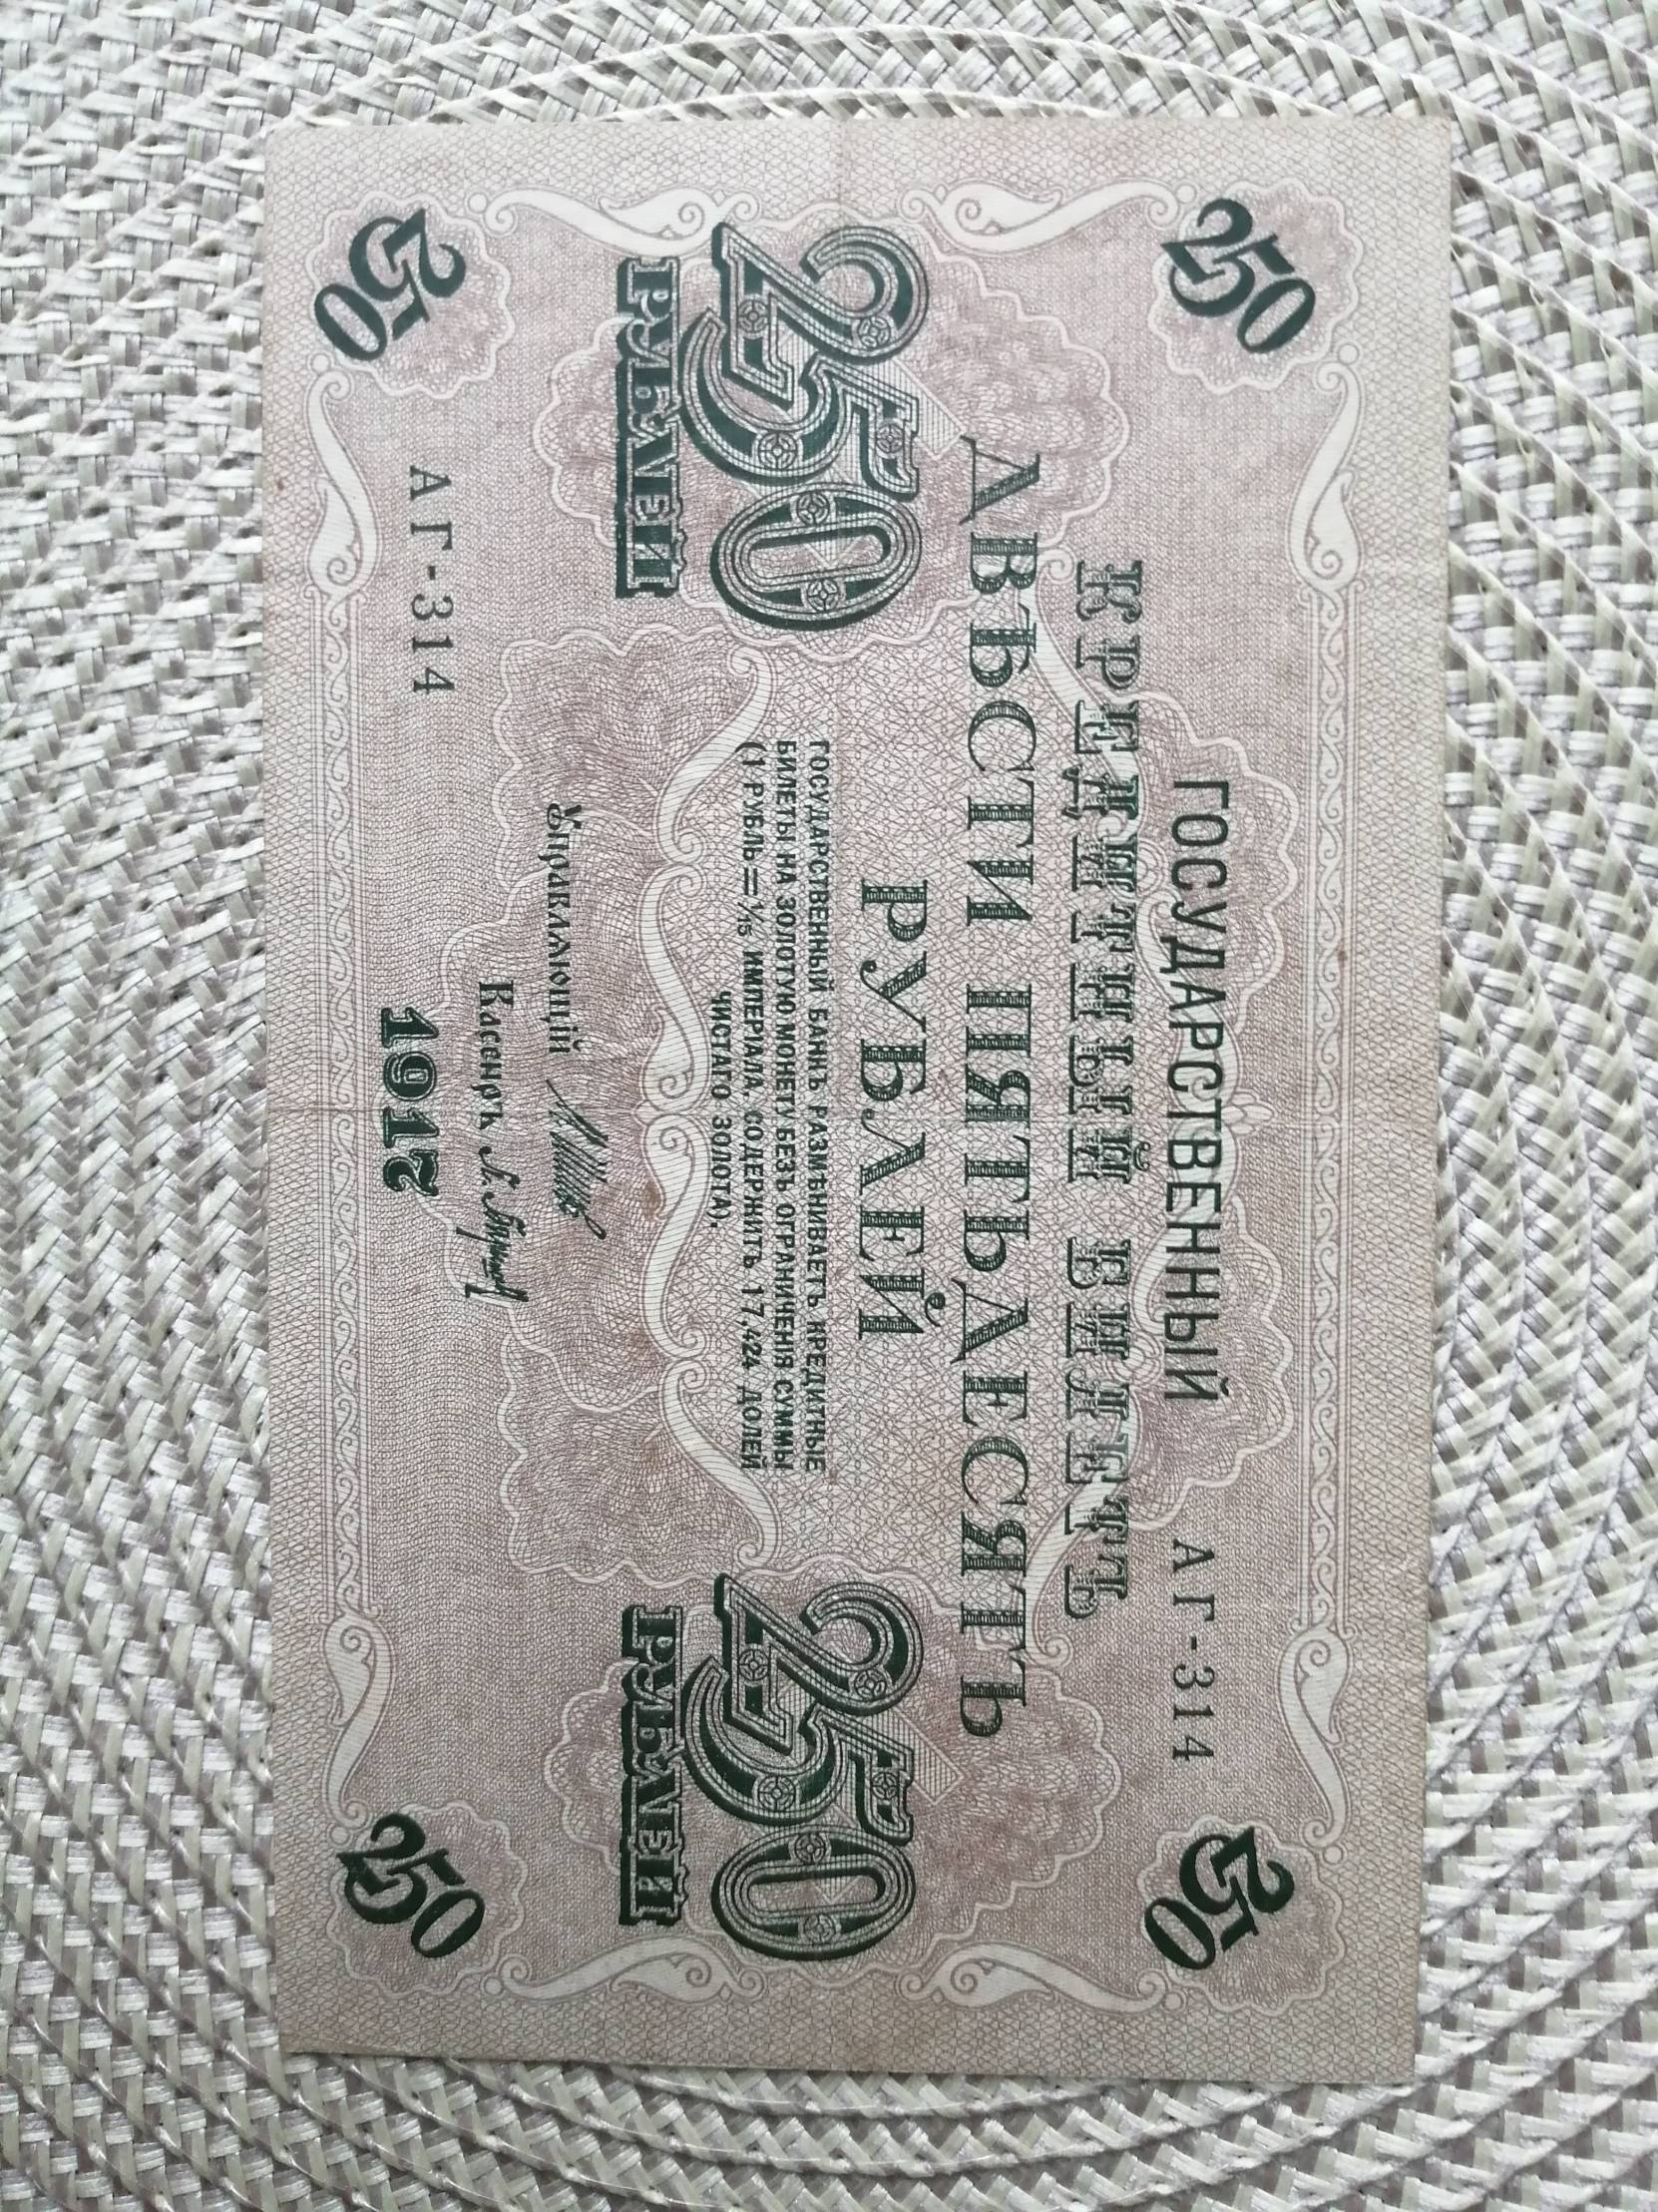 250
250
ГОСУДАРСТВЕННЫЙ
АГ-314
КРЕДИТНЫЙ БИЛЕТЪ
ДВѢСТИ ПЯТЬДЕСЯТЪ
РУБЛЕЙ
250
РУБЛЕЙ
250
РУБЛЕЙ
ГОСУДАРСТВЕННЫЙ БАНКЪ РАЗМѢНИВАЕТЪ КРЕДИТНЫЕ
БИЛЕТЫ НА ЗОЛОТУЮ МОНЕТУ БЕЗЪ ОГРАНИЧЕНІЯ СУММЫ
(1 РУБЛЬ=1/15 ИМПЕРІАЛА, СОДЕРЖИТЪ 17,424 ДОЛЕЙ
ЧИСТАГО ЗОЛОТА).
Управляющій
Кассиръ
АГ-314
1917
250
250